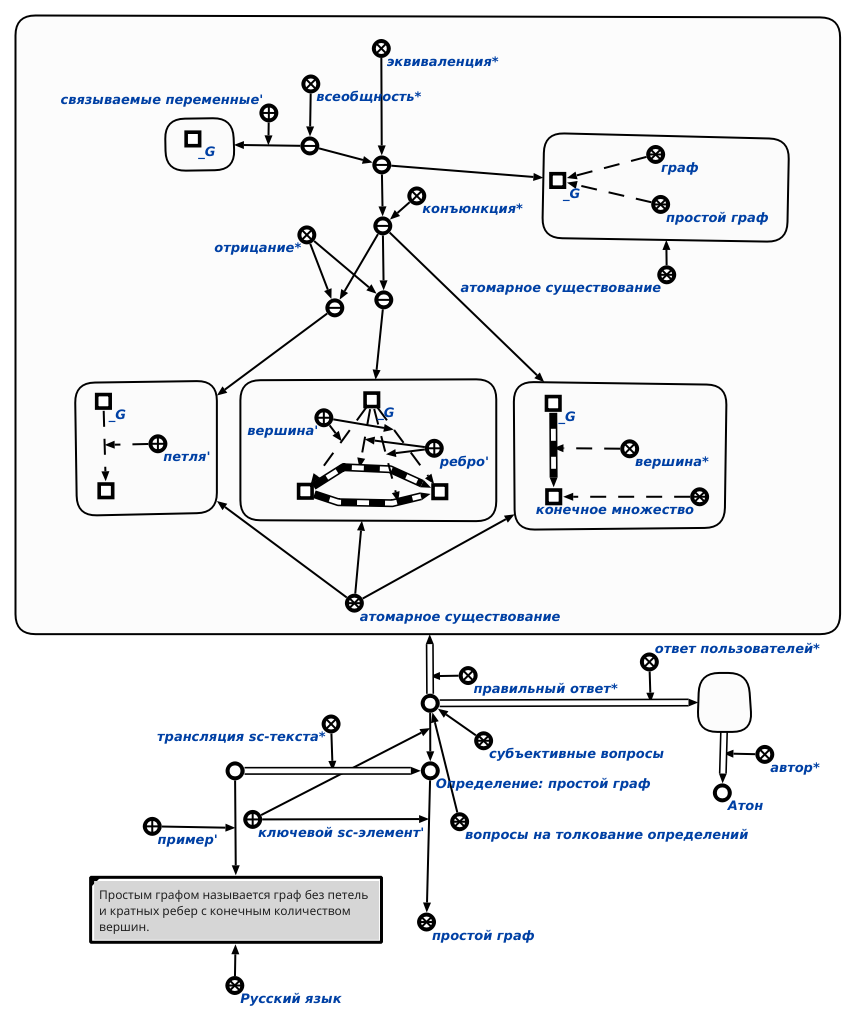 эквиваленция*
связываемые переменные'
всеобщность*
_G
граф
_G
простой граф
конъюнкция*
отрицание*
атомарное существование
_G
петля'
_G
вершина'
ребро'
_G
вершина*
конечное множество
атомарное существование
ответ пользователей*
правильный ответ*
трансляция sc-текста*
субъективные вопросы
автор*
Определение: простой граф
Атон
пример'
ключевой sc-элемент'
вопросы на толкование определений
Простым графом называется граф без петель
и кратных ребер с конечным количеством
вершин.
простой граф
Русский язык